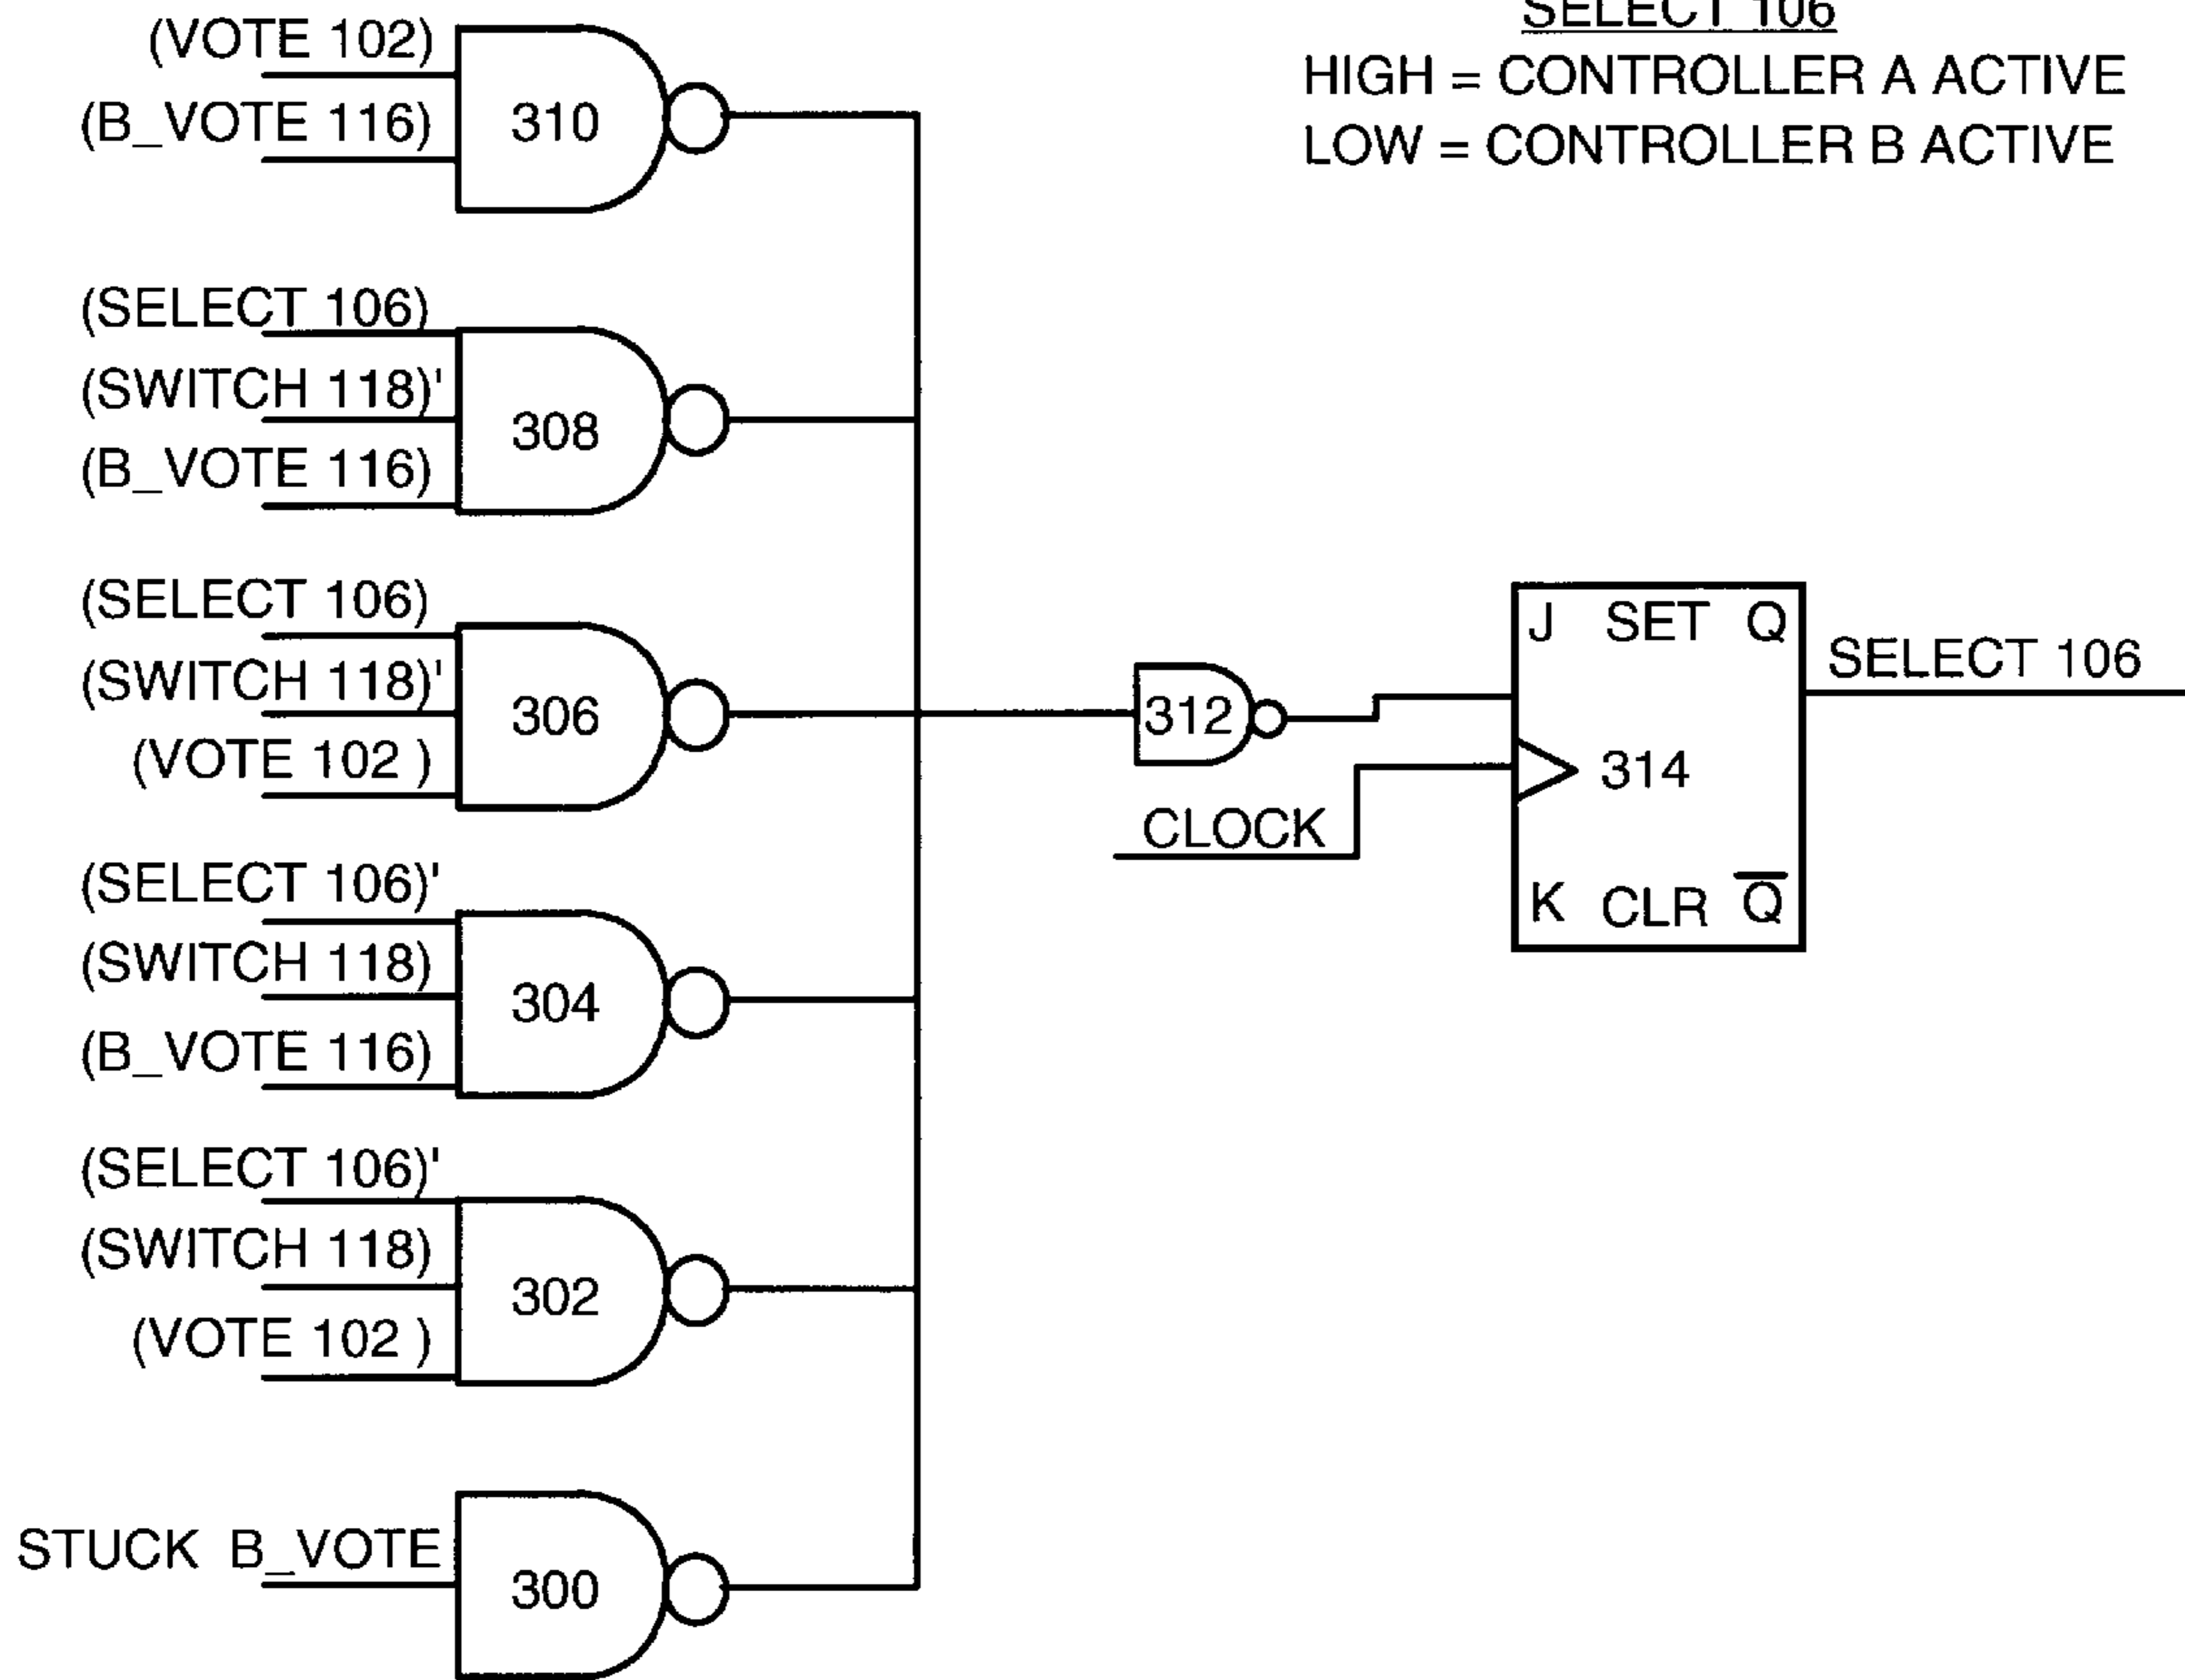 SELECT 106
HIGH = CONTROLLER A ACTIVE
LOW = CONTROLLER B ACTIVE
(VOTE 102)
(B_VOTE 116)
310
(SELECT 106)
(SWITCH 118)'
(B_VOTE 116)
308
(SELECT 106)
(SWITCH 118)'
(VOTE 102 )
306
(SELECT 106)'
(SWITCH 118)
(B_VOTE 116)
304
(SELECT 106)'
(SWITCH 118)
(VOTE 102 )
302
STUCK B_VOTE
300
312
CLOCK
J SET Q
314
K CLR Q̅
SELECT 106